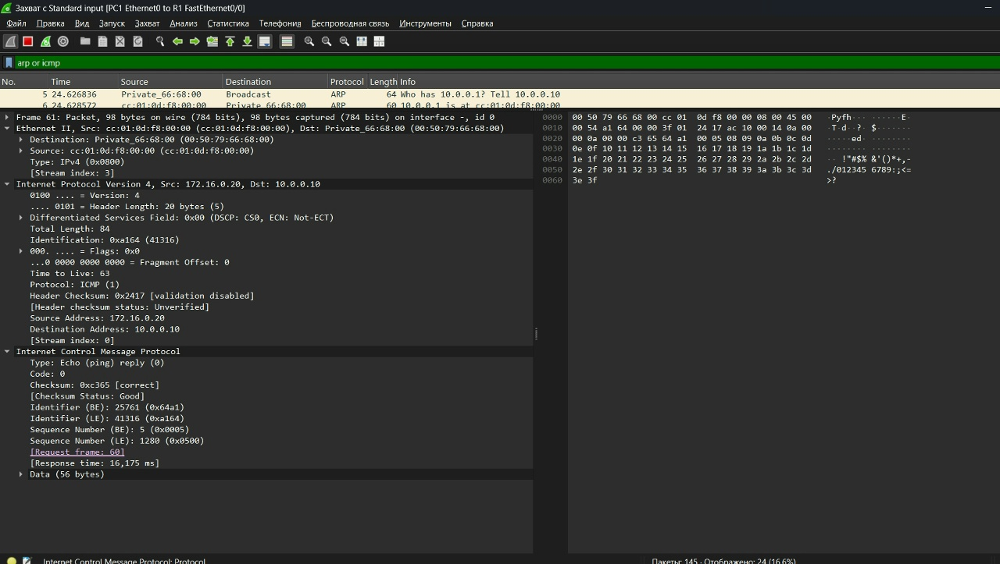 Захват с Standard input [PC1 Ethernet0 to R1 FastEthernet0/0]
Файл Правка Вид Запуск Захват Анализ Статистика Телефония Беспроводная связь Инструменты Справка
arp or icmp
No. Time Source Destination Protocol Length Info
5 24.626836 Private_66:68:00 Broadcast ARP 64 Who has 10.0.0.1? Tell 10.0.0.10
6 24.628572 cc:01:0d:f8:00:00 Private_66:68:00 ARP 60 10.0.0.1 is at cc:01:0d:f8:00:00
Frame 61: Packet, 98 bytes on wire (784 bits), 98 bytes captured (784 bits) on interface -, id 0
Ethernet II, Src: cc:01:0d:f8:00:00 (cc:01:0d:f8:00:00), Dst: Private_66:68:00 (00:50:79:66:68:00)
Destination: Private_66:68:00 (00:50:79:66:68:00)
Source: cc:01:0d:f8:00:00 (cc:01:0d:f8:00:00)
Type: IPv4 (0x0800)
[Stream index: 3]
Internet Protocol Version 4, Src: 172.16.0.20, Dst: 10.0.0.10
0100 .... = Version: 4
.... 0101 = Header Length: 20 bytes (5)
Differentiated Services Field: 0x00 (DSCP: CS0, ECN: Not-ECT)
Total Length: 84
Identification: 0xa164 (41316)
000. .... = Flags: 0x0
...0 0000 0000 0000 = Fragment Offset: 0
Time to Live: 63
Protocol: ICMP (1)
Header Checksum: 0x2417 [validation disabled]
[Header checksum status: Unverified]
Source Address: 172.16.0.20
Destination Address: 10.0.0.10
[Stream index: 0]
Internet Control Message Protocol
Type: Echo (ping) reply (0)
Code: 0
Checksum: 0xc365 [correct]
[Checksum Status: Good]
Identifier (BE): 25761 (0x64a1)
Identifier (LE): 41316 (0xa164)
Sequence Number (BE): 5 (0x0005)
Sequence Number (LE): 1280 (0x0500)
[Request frame: 60]
[Response time: 16,175 ms]
Data (56 bytes)
0000 00 50 79 66 68 00 cc 01 0d f8 00 00 08 00 45 00 ·Pyfh··· ······E·
0010 00 54 a1 64 00 00 3f 01 24 17 ac 10 00 14 0a 00 ·T·d··?· $·······
0020 00 0a 00 00 c3 65 64 a1 00 05 08 09 0a 0b 0c 0d ·····ed· ········
0030 0e 0f 10 11 12 13 14 15 16 17 18 19 1a 1b 1c 1d ········ ········
0040 1e 1f 20 21 22 23 24 25 26 27 28 29 2a 2b 2c 2d ·· !"#$% &'()*+,-
0050 2e 2f 30 31 32 33 34 35 36 37 38 39 3a 3b 3c 3d ./012345 6789:;<=
0060 3e 3f >?
Internet Control Message Protocol: Protocol
Пакеты: 145 · Отображено: 24 (16.6%)